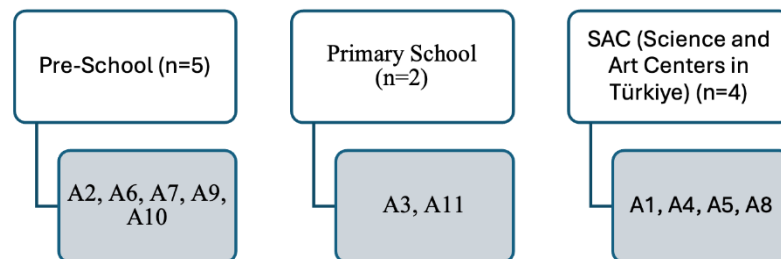 Pre-School (n=5)
A2, A6, A7, A9,
A10
Primary School
(n=2)
A3, A11
SAC (Science and
Art Centers in
Türkiye) (n=4)
A1, A4, A5, A8